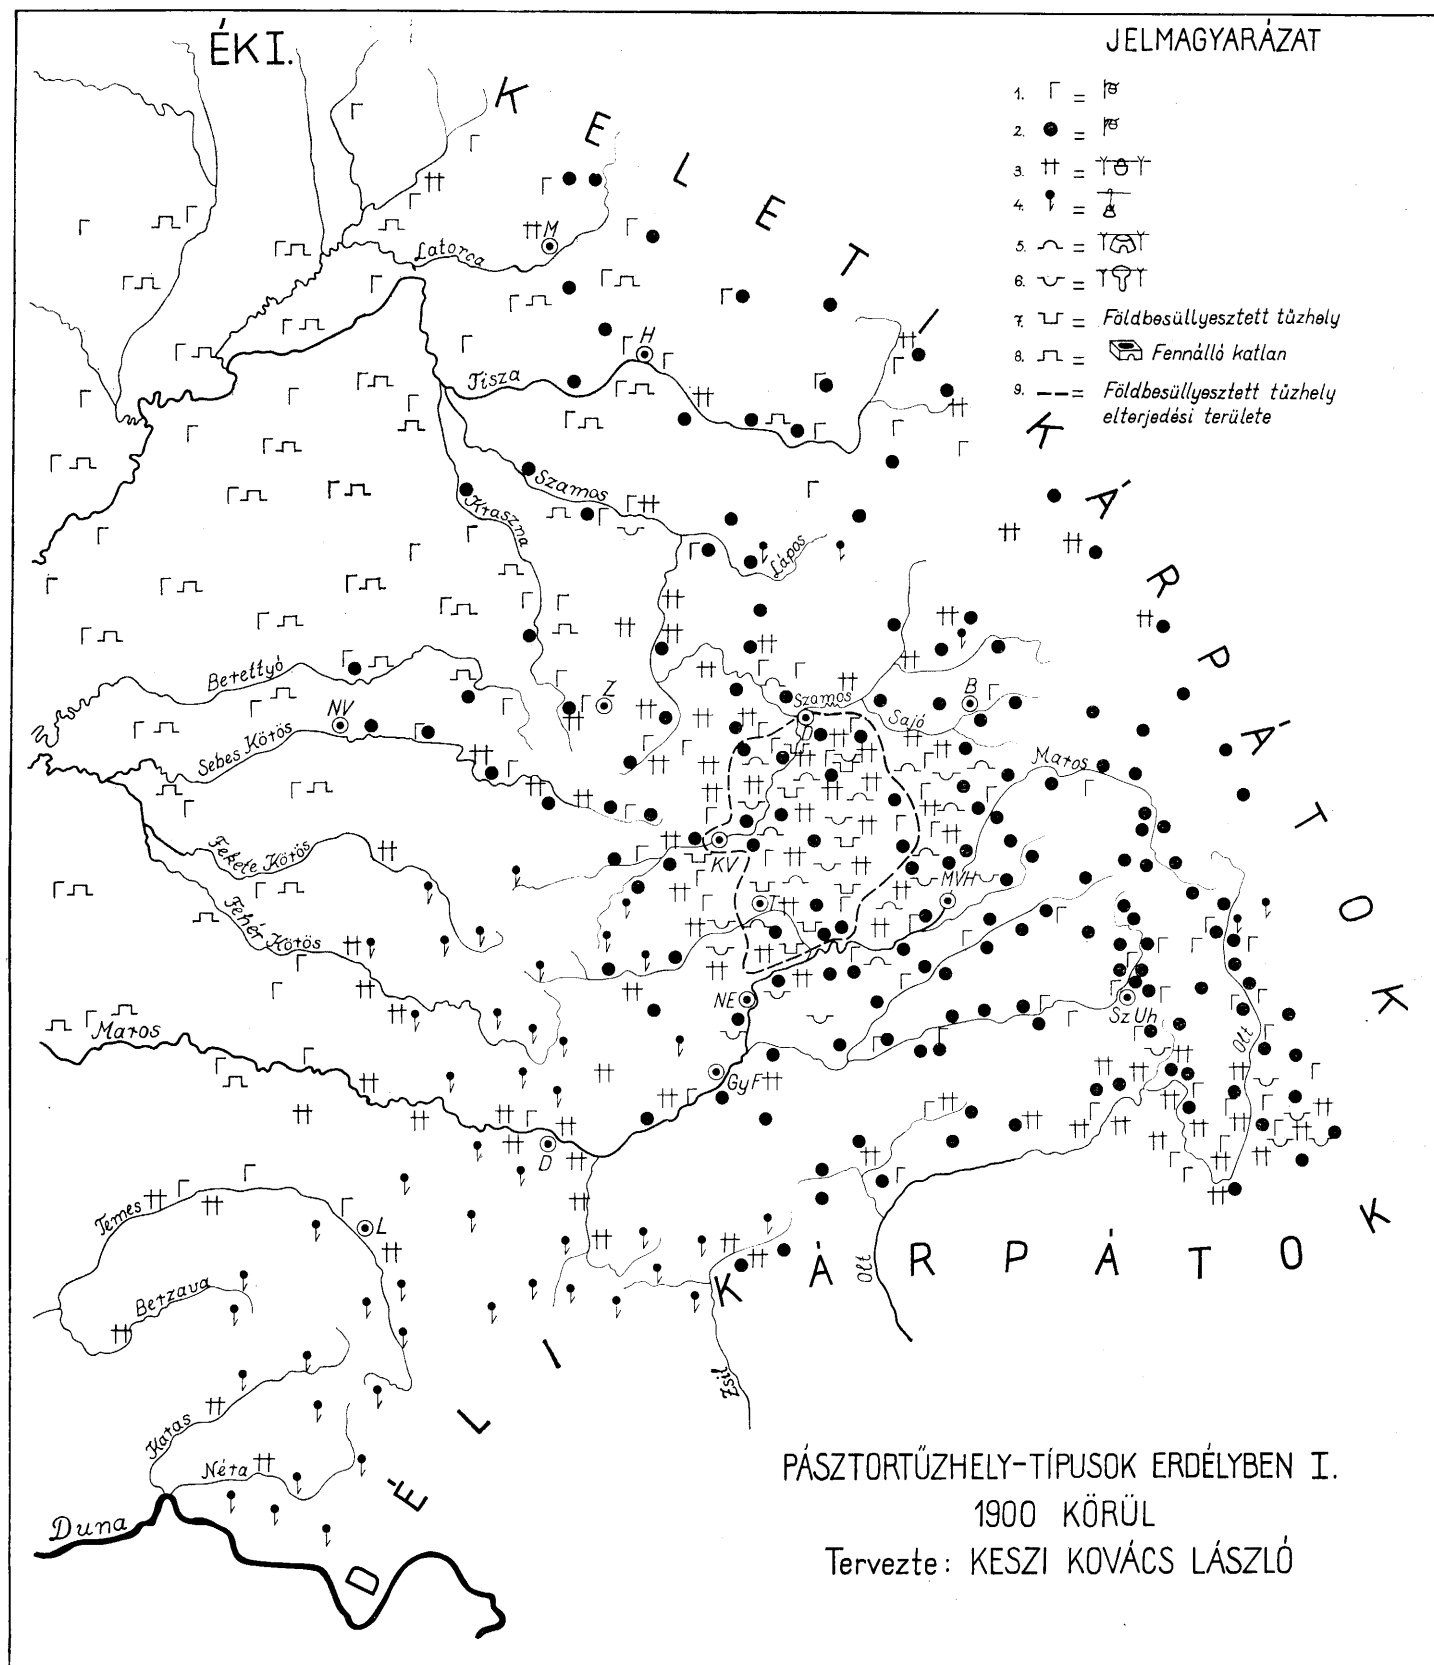 ÉKI.
JELMAGYARÁZAT
1. =
2. =
3. =
4. =
5. =
6. =
7. = Földbesüllyesztett tűzhely
8. = Fennálló katlan
9. = Földbesüllyesztett tűzhely
elterjedési területe
KELETI KÁRPÁTOK
DÉLI KÁRPÁTOK
M
Latorca
H
Tisza
Szamos
Kraszna
Lápos
Berettyó
Z
Szamos
B
NV
D
Sajó
Sebes Körös
Maros
Fekete Körös
KV
MVH
T
Fehér Körös
NE
SzUh
Olt
Maros
GyF
D
Temes
L
Olt
Berzava
Zsil
Karas
Néra
Duna
PÁSZTORTŰZHELY-TÍPUSOK ERDÉLYBEN I.
1900 KÖRÜL
Tervezte: KESZI KOVÁCS LÁSZLÓ